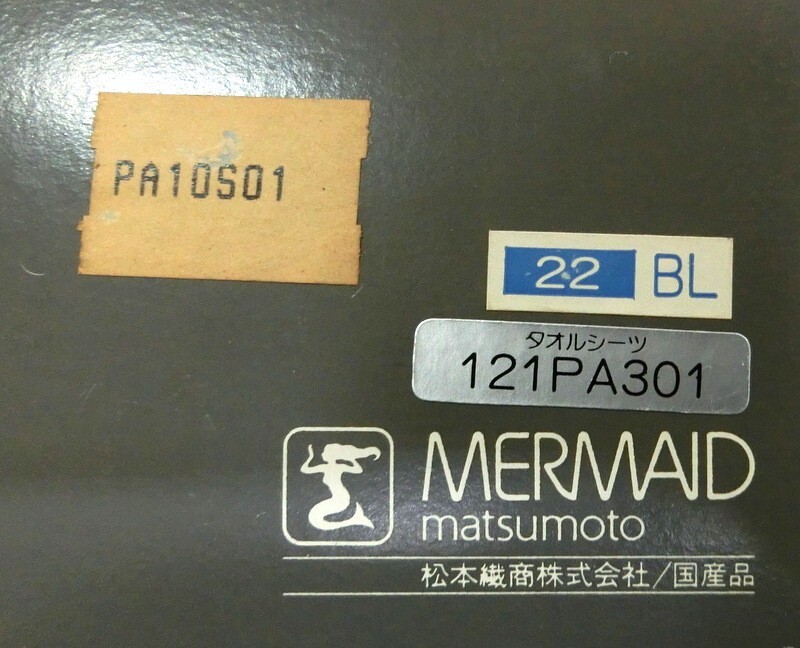 PA10S01
22 BL
タオルシーツ
121PA301
MERMAID
matsumoto
松本繊商株式会社/国産品